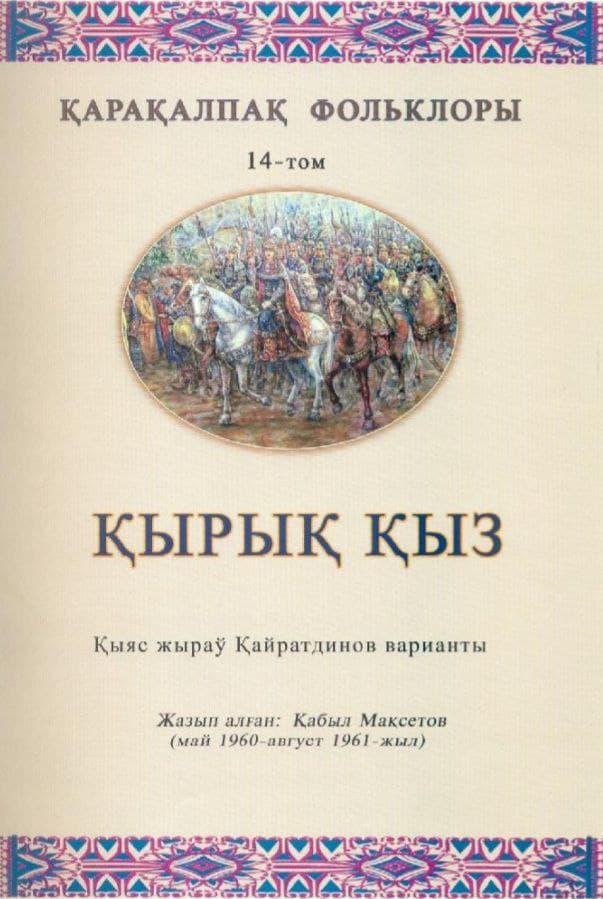 ҚАРАҚАЛПАҚ ФОЛЬКЛОРЫ
14-том
ҚЫРЫҚ ҚЫЗ
Қыяс жыраў Қайратдинов варианты
Жазып алған: Қабыл Мақсетов
(май 1960-август 1961-жыл)